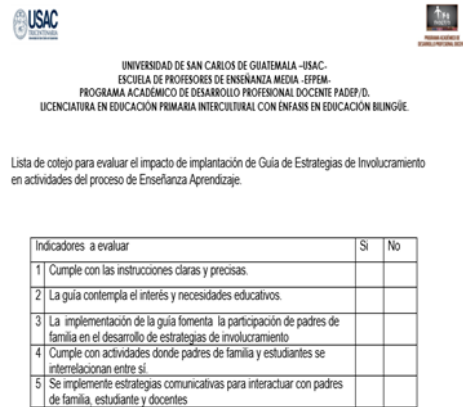 USAC
TRICENTENARIA
UNIVERSIDAD DE SAN CARLOS DE GUATEMALA –USAC-
ESCUELA DE PROFESORES DE ENSEÑANZA MEDIA -EFPEM-
PROGRAMA ACADÉMICO DE DESARROLLO PROFESIONAL DOCENTE PADEP/D.
LICENCIATURA EN EDUCACIÓN PRIMARIA INTERCULTURAL CON ÉNFASIS EN EDUCACIÓN BILINGÜE.
Lista de cotejo para evaluar el impacto de implantación de Guía de Estrategias de Involucramiento
en actividades del proceso de Enseñanza Aprendizaje.
Indicadores a evaluar Si No
1 Cumple con las instrucciones claras y precisas.
2 La guía contempla el interés y necesidades educativos.
3 La implementación de la guía fomenta la participación de padres de
familia en el desarrollo de estrategias de involucramiento
4 Cumple con actividades donde padres de familia y estudiantes se
interrelacionan entre sí.
5 Se implemente estrategias comunicativas para interactuar con padres
de familia, estudiante y docentes